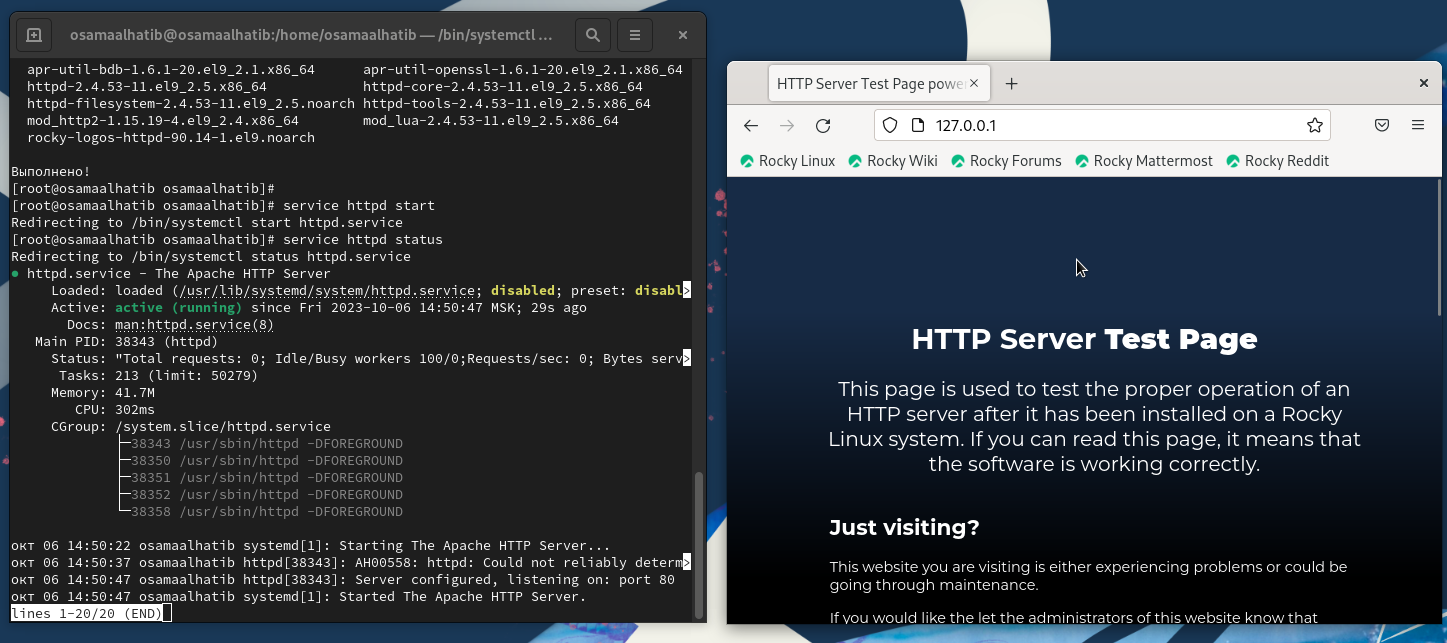 osamaalhatib@osamaalhatib:/home/osamaalhatib — /bin/systemctl ...
apr-util-bdb-1.6.1-20.el9_2.1.x86_64      apr-util-openssl-1.6.1-20.el9_2.1.x86_64
httpd-2.4.53-11.el9_2.5.x86_64            httpd-core-2.4.53-11.el9_2.5.x86_64
httpd-filesystem-2.4.53-11.el9_2.5.noarch httpd-tools-2.4.53-11.el9_2.5.x86_64
mod_http2-1.15.19-4.el9_2.4.x86_64        mod_lua-2.4.53-11.el9_2.5.x86_64
rocky-logos-httpd-90.14-1.el9.noarch
Выполнено!
[root@osamaalhatib osamaalhatib]#
[root@osamaalhatib osamaalhatib]# service httpd start
Redirecting to /bin/systemctl start httpd.service
[root@osamaalhatib osamaalhatib]# service httpd status
Redirecting to /bin/systemctl status httpd.service
● httpd.service - The Apache HTTP Server
Loaded: loaded (/usr/lib/systemd/system/httpd.service; disabled; preset: disabl>
Active: active (running) since Fri 2023-10-06 14:50:47 MSK; 29s ago
Docs: man:httpd.service(8)
Main PID: 38343 (httpd)
Status: "Total requests: 0; Idle/Busy workers 100/0;Requests/sec: 0; Bytes serv>
Tasks: 213 (limit: 50279)
Memory: 41.7M
CPU: 302ms
CGroup: /system.slice/httpd.service
├─38343 /usr/sbin/httpd -DFOREGROUND
├─38350 /usr/sbin/httpd -DFOREGROUND
├─38351 /usr/sbin/httpd -DFOREGROUND
├─38352 /usr/sbin/httpd -DFOREGROUND
└─38358 /usr/sbin/httpd -DFOREGROUND
окт 06 14:50:22 osamaalhatib systemd[1]: Starting The Apache HTTP Server...
окт 06 14:50:37 osamaalhatib httpd[38343]: AH00558: httpd: Could not reliably determ>
окт 06 14:50:47 osamaalhatib httpd[38343]: Server configured, listening on: port 80
окт 06 14:50:47 osamaalhatib systemd[1]: Started The Apache HTTP Server.
lines 1-20/20 (END)
HTTP Server Test Page powe
127.0.0.1
Rocky Linux Rocky Wiki Rocky Forums Rocky Mattermost Rocky Reddit
HTTP Server Test Page
This page is used to test the proper operation of an
HTTP server after it has been installed on a Rocky
Linux system. If you can read this page, it means that
the software is working correctly.
Just visiting?
This website you are visiting is either experiencing problems or could be
going through maintenance.
If you would like the let the administrators of this website know that